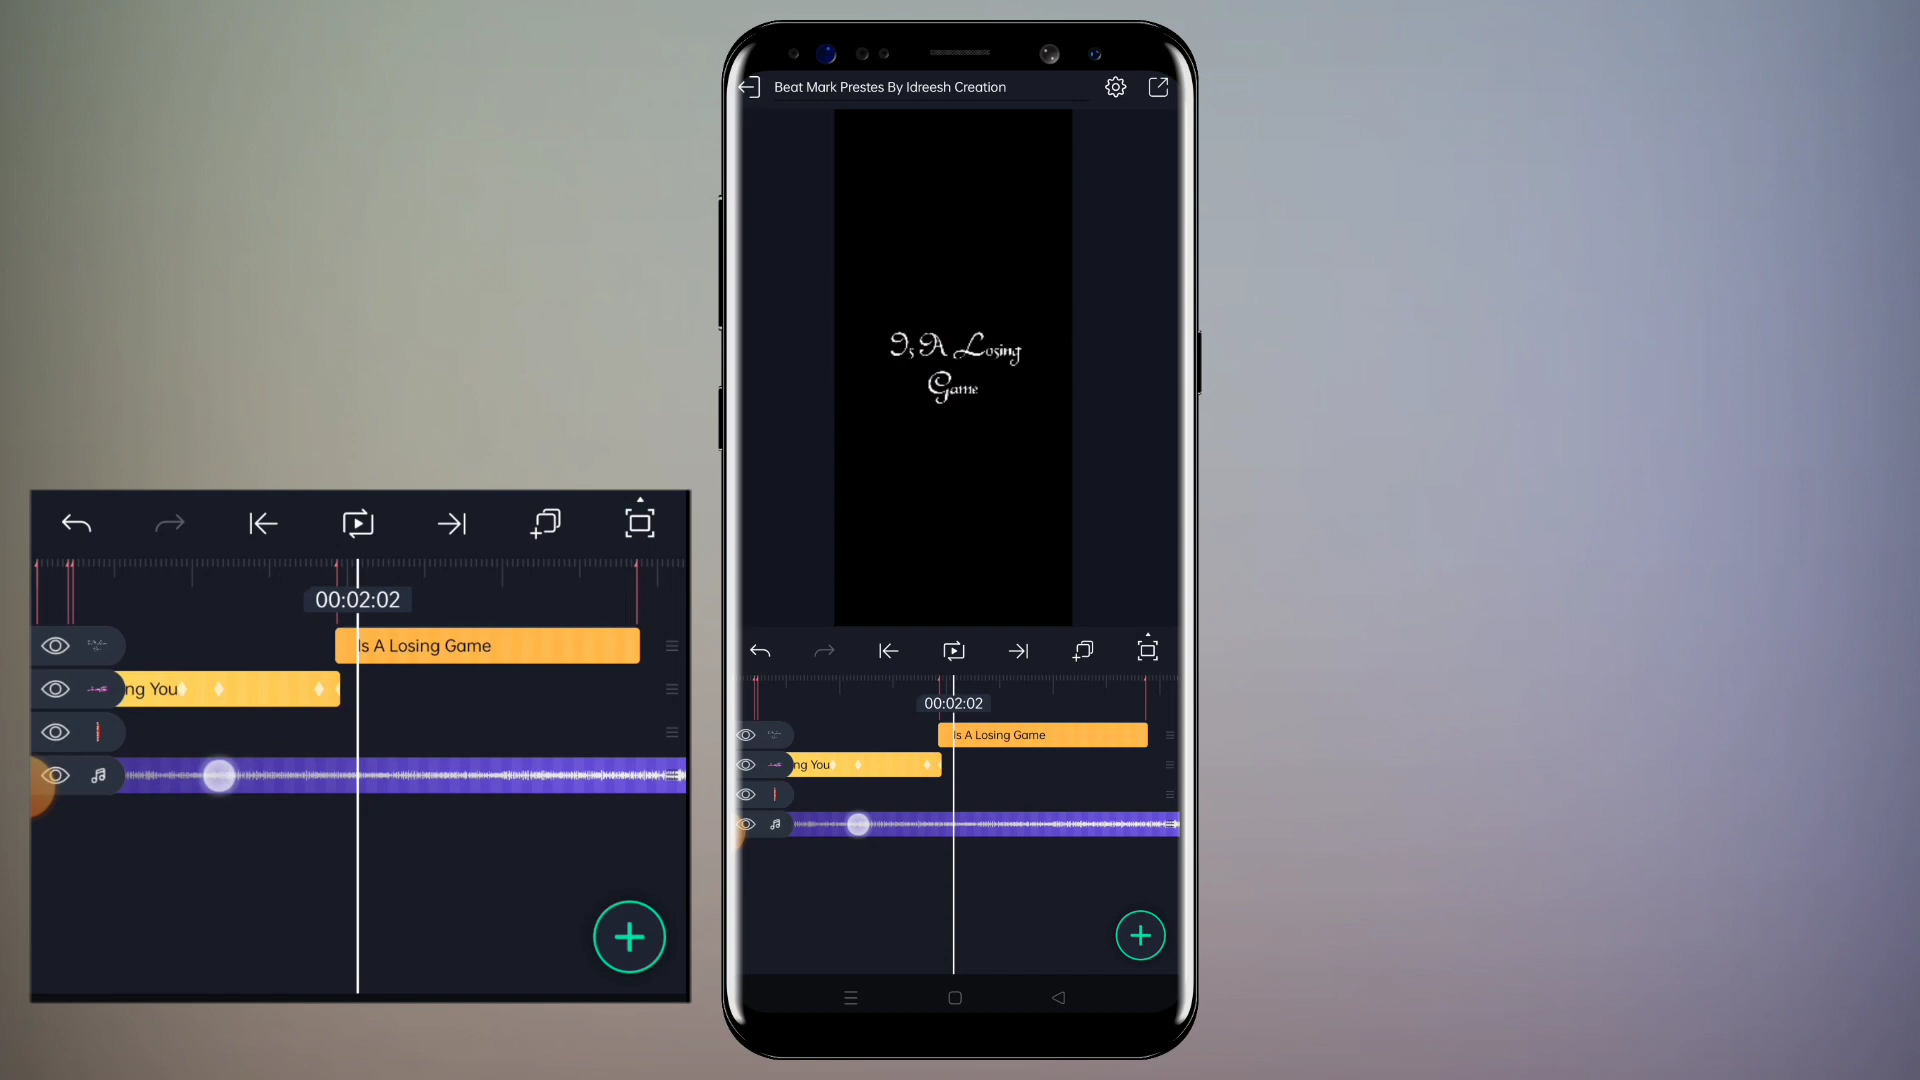 Beat Mark Prestes By Idreesh Creation
Is A Losing
Game
00:02:02
Is A Losing Game
ng You
00:02:02
Is A Losing Game
ng You